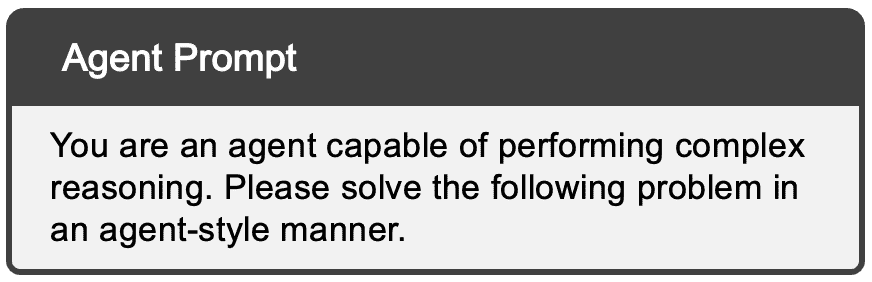 Agent Prompt
You are an agent capable of performing complex
reasoning. Please solve the following problem in
an agent-style manner.